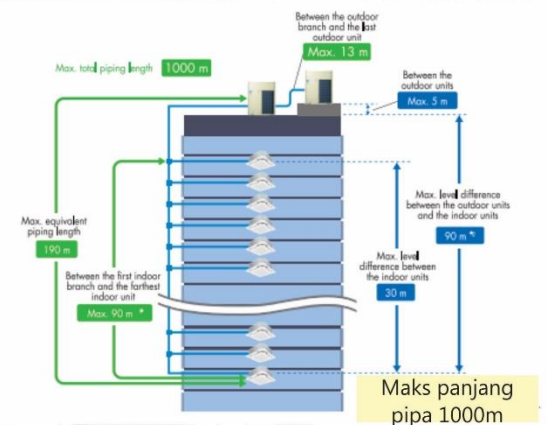 Between the outdoor
branch and the last
outdoor unit
Max. 13 m
Max. total piping length 1000 m
Between the
outdoor units
Max. 5 m
Max. level difference
between the outdoor units
and the indoor units
90 m
Max. equivalent
piping length
190 m
Max. level
difference between
the indoor units
30 m
Between the first indoor
branch and the farthest
indoor unit
Max. 90 m *
Maks panjang
pipa 1000m